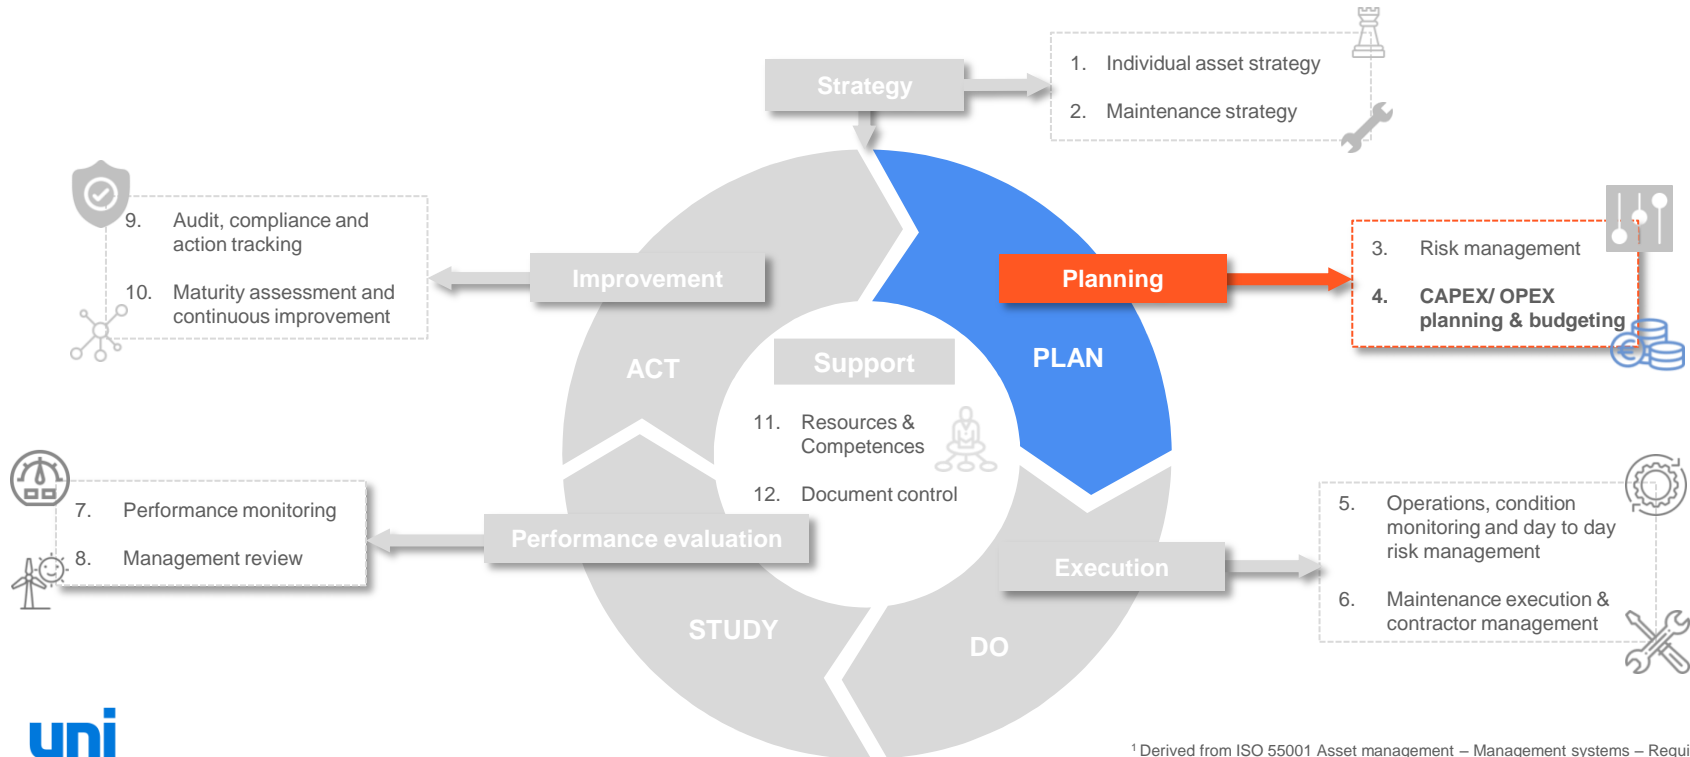 Strategy
1. Individual asset strategy
2. Maintenance strategy
9. Audit, compliance and
action tracking
10. Maturity assessment and
continuous improvement
Improvement
Planning
3. Risk management
4. CAPEX/ OPEX
planning & budgeting
ACT
PLAN
Support
11. Resources &
Competences
12. Document control
7. Performance monitoring
8. Management review
Performance evaluation
Execution
5. Operations, condition
monitoring and day to day
risk management
6. Maintenance execution &
contractor management
STUDY
DO
uni
1 Derived from ISO 55001 Asset management – Management systems – Requi